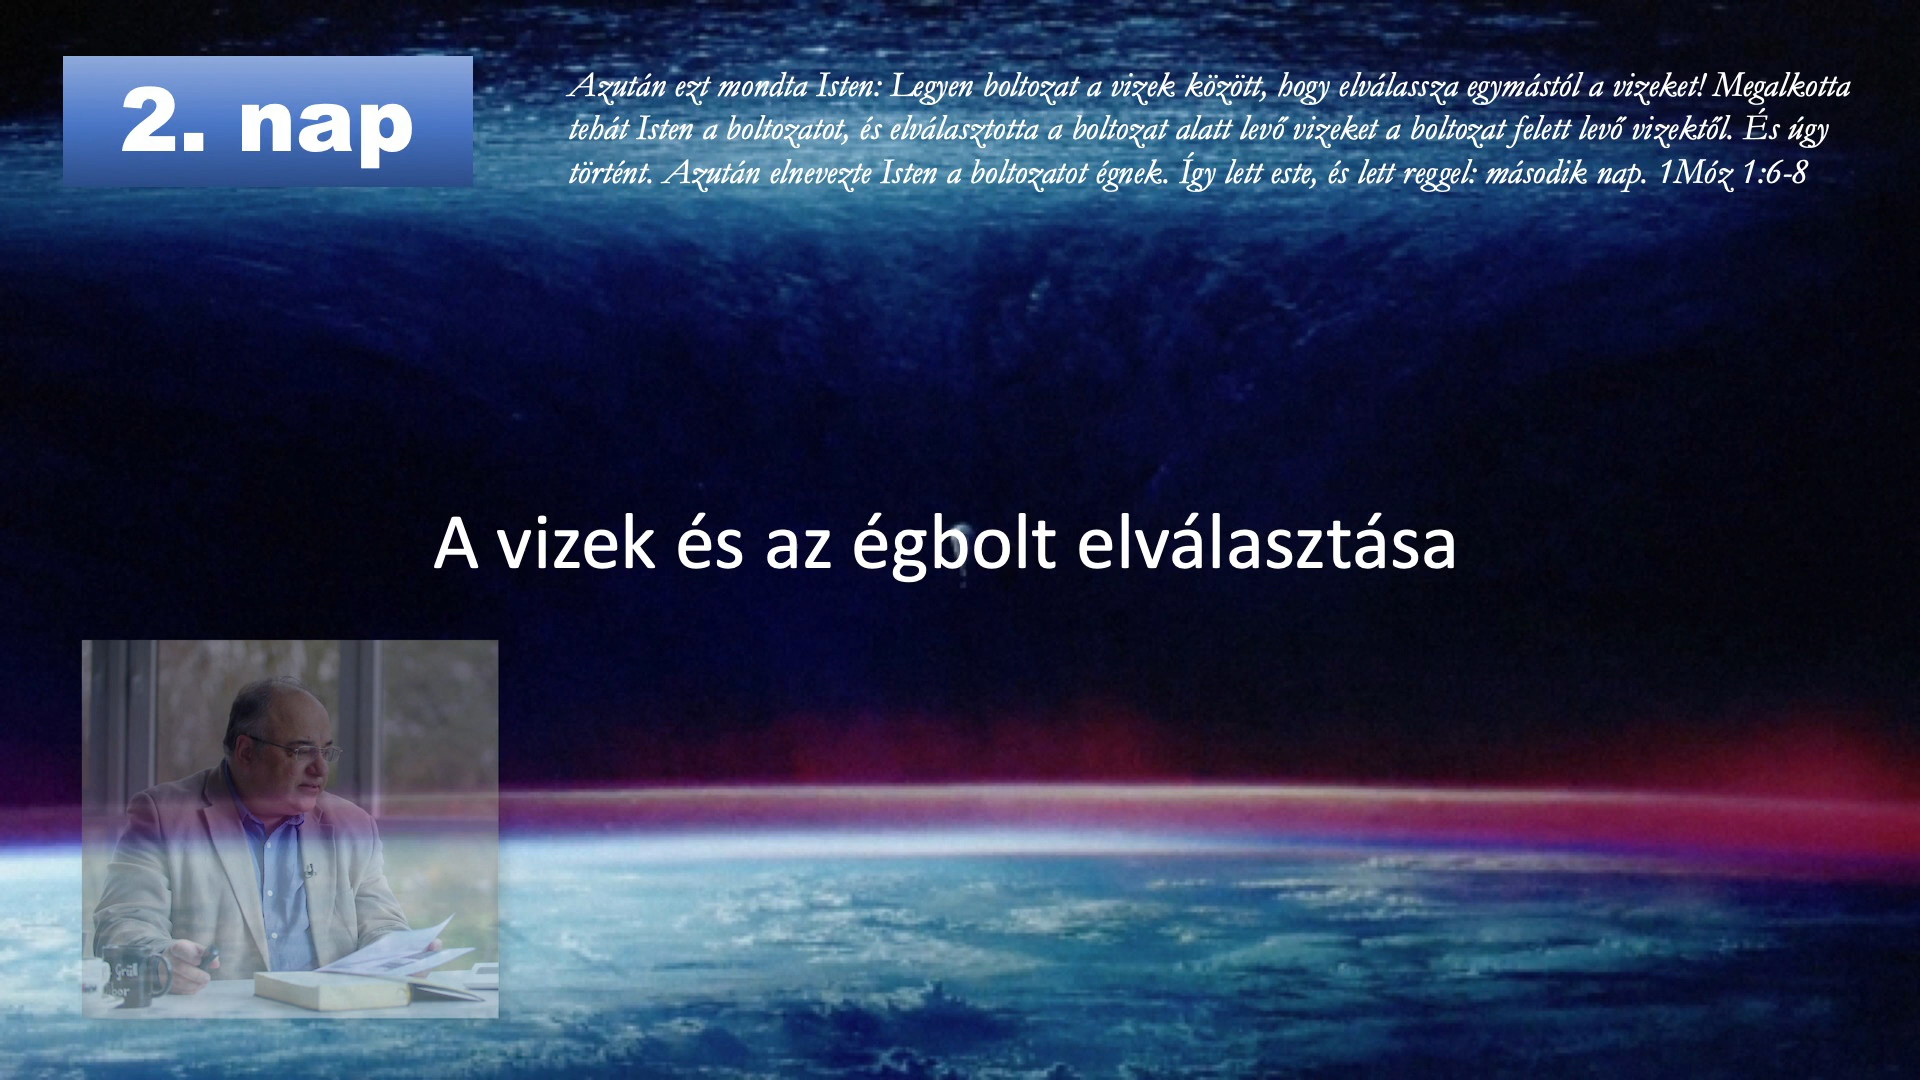 2. nap
Azután ezt mondta Isten: Legyen boltozat a vizek között, hogy elválassza egymástól a vizeket! Megalkotta
tehát Isten a boltozatot, és elválasztotta a boltozat alatt levő vizeket a boltozat felett levő vizektől. És úgy
történt. Azután elnevezte Isten a boltozatot égnek. Így lett este, és lett reggel: második nap. 1Móz 1:6-8
A vizek és az égbolt elválasztása
Grüll